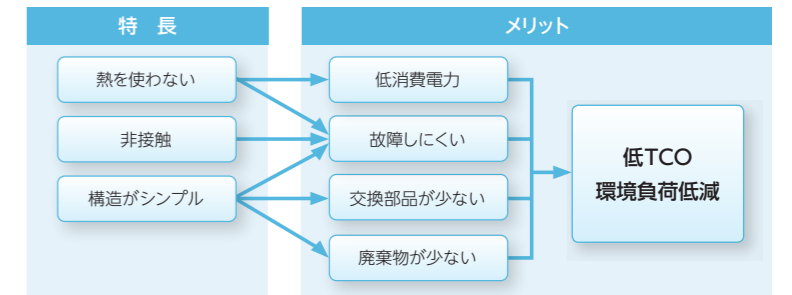 特 長
メリット
熱を使わない
非接触
構造がシンプル
低消費電力
故障しにくい
交換部品が少ない
廃棄物が少ない
低TCO
環境負荷低減